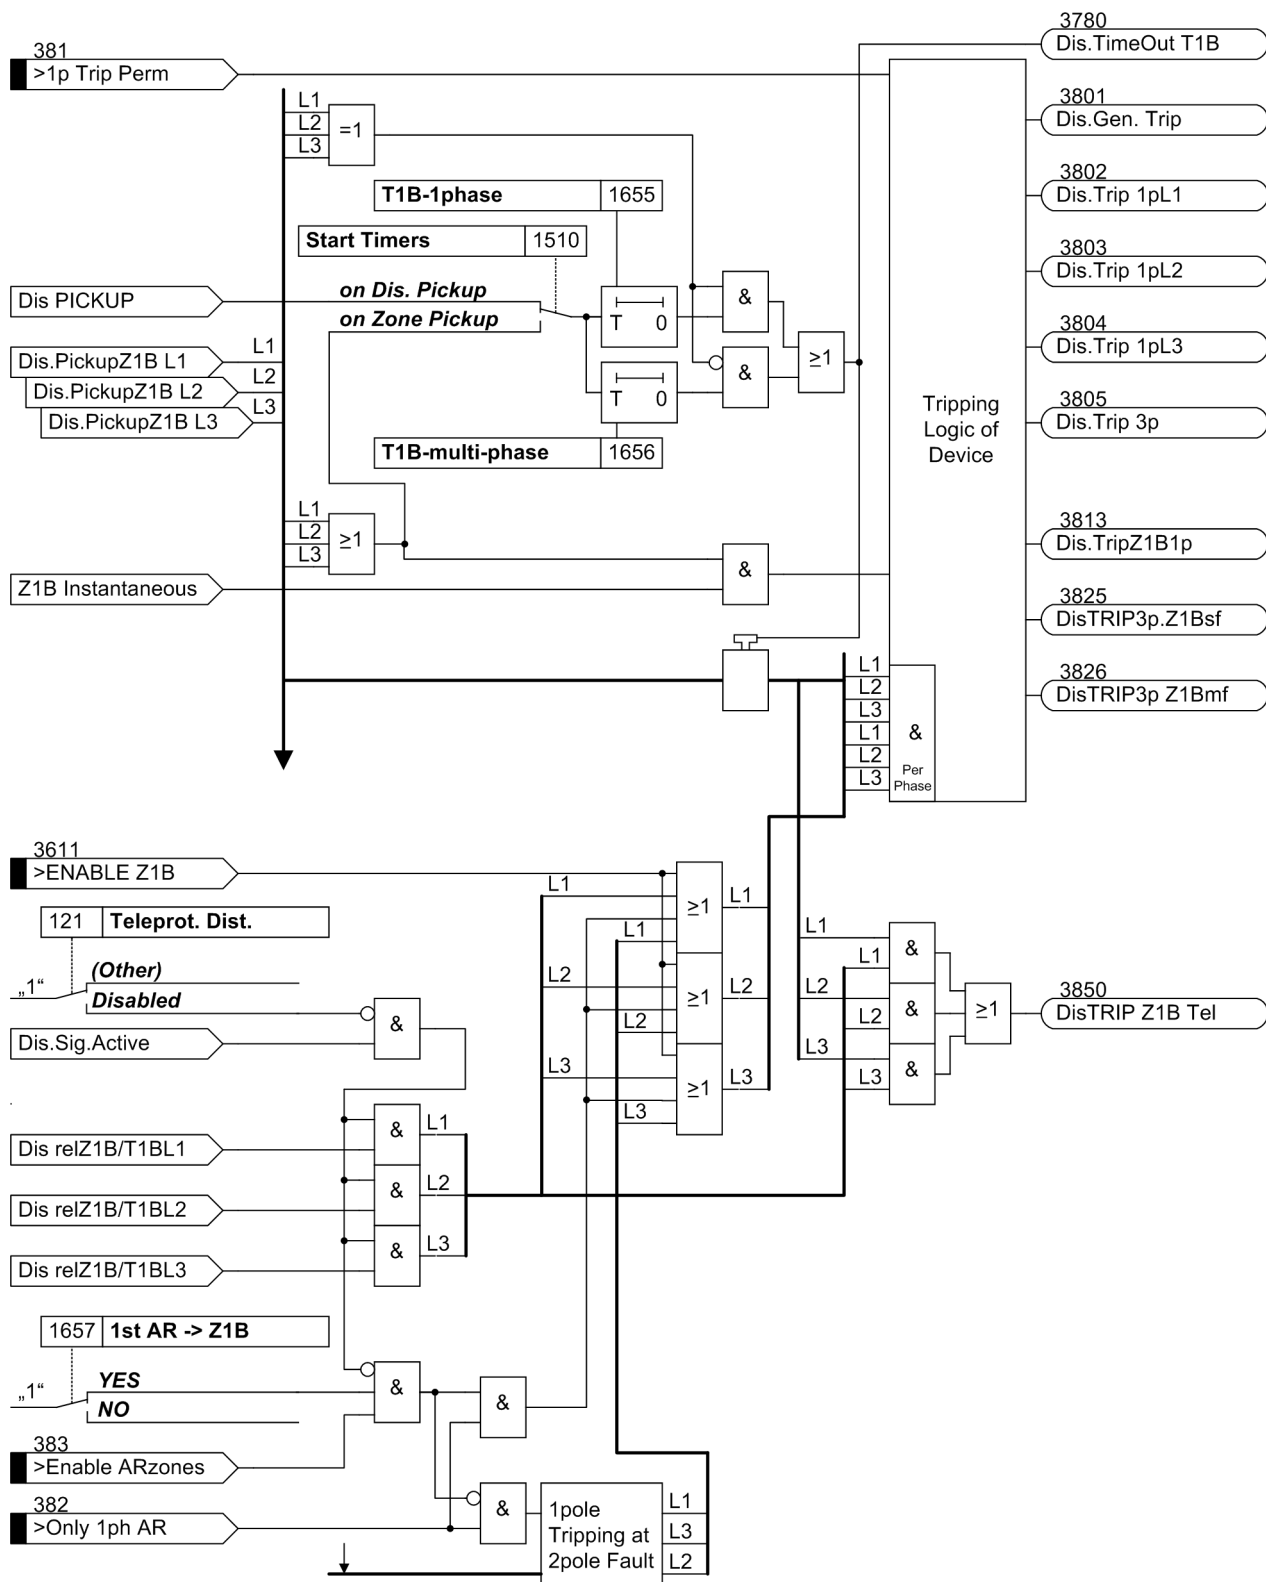 381
>1p Trip Perm
3780
Dis.TimeOut T1B
L1
L2
L3
=1
3801
Dis.Gen. Trip
T1B-1phase 1655
3802
Dis.Trip 1pL1
Start Timers 1510
3803
Dis.Trip 1pL2
Dis PICKUP
on Dis. Pickup
on Zone Pickup
T 0
&
3804
Dis.Trip 1pL3
Dis.PickupZ1B L1
L1
Dis.PickupZ1B L2
L2
Dis.PickupZ1B L3
L3
T 0
&
≥1
Tripping
Logic of
Device
3805
Dis.Trip 3p
T1B-multi-phase 1656
L1
L2
L3
≥1
3813
Dis.TripZ1B1p
Z1B Instantaneous
&
3825
DisTRIP3p.Z1Bsf
L1
L2
L3
L1
L2
L3
&
Per
Phase
3826
DisTRIP3p Z1Bmf
3611
>ENABLE Z1B
121 Teleprot. Dist.
„1“
(Other)
Disabled
Dis.Sig.Active
&
L1
L1
≥1
L1
L2
L2
≥1
L2
L3
L3
≥1
L3
L1
L1
&
L2
L2
&
L3
L3
&
≥1
3850
DisTRIP Z1B Tel
Dis relZ1B/T1BL1
&
L1
Dis relZ1B/T1BL2
&
L2
Dis relZ1B/T1BL3
&
L3
1657 1st AR -> Z1B
„1“
YES
NO
&
&
383
>Enable ARzones
382
>Only 1ph AR
&
1pole
Tripping at
2pole Fault
L1
L3
L2